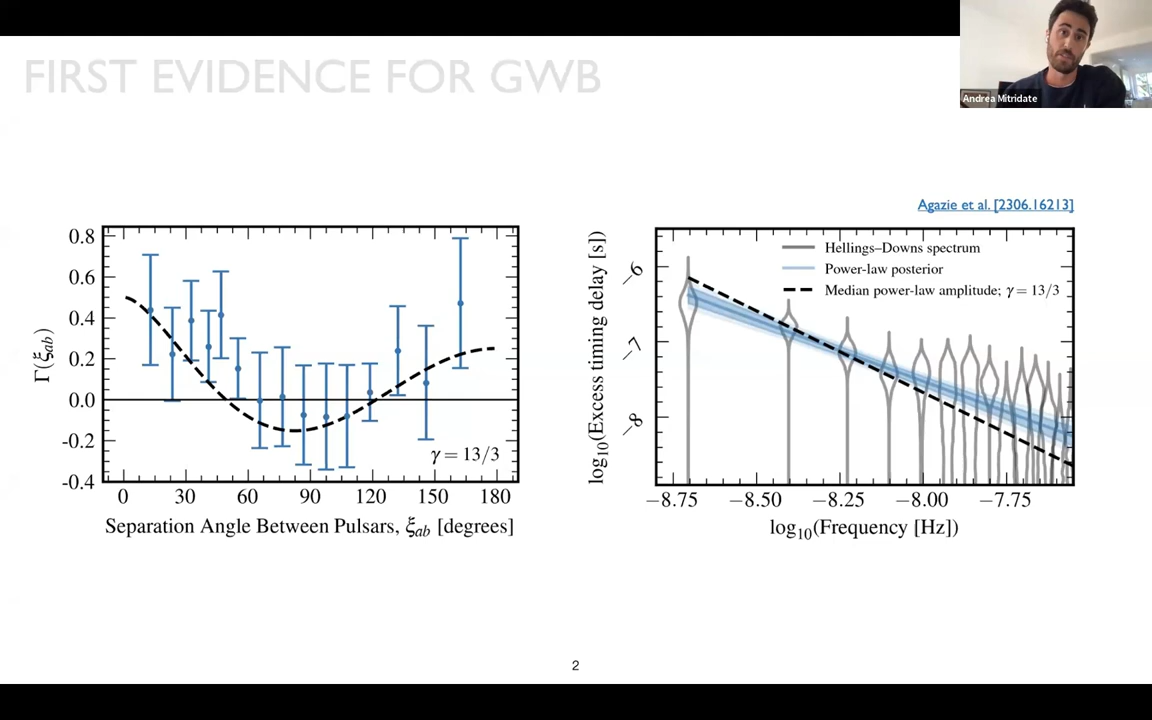 FIRST EVIDENCE FOR GWB
Andrea Mitridate
Agazie et al. [2306.16213]
0.8
0.6
0.4
0.2
0.0
-0.2
-0.4
Γ(ξab)
γ = 13/3
0 30 60 90 120 150 180
Separation Angle Between Pulsars, ξab [degrees]
Hellings–Downs spectrum
Power-law posterior
Median power-law amplitude; γ = 13/3
−6
−7
−8
log10(Excess timing delay [s])
−8.75 −8.50 −8.25 −8.00 −7.75
log10(Frequency [Hz])
2